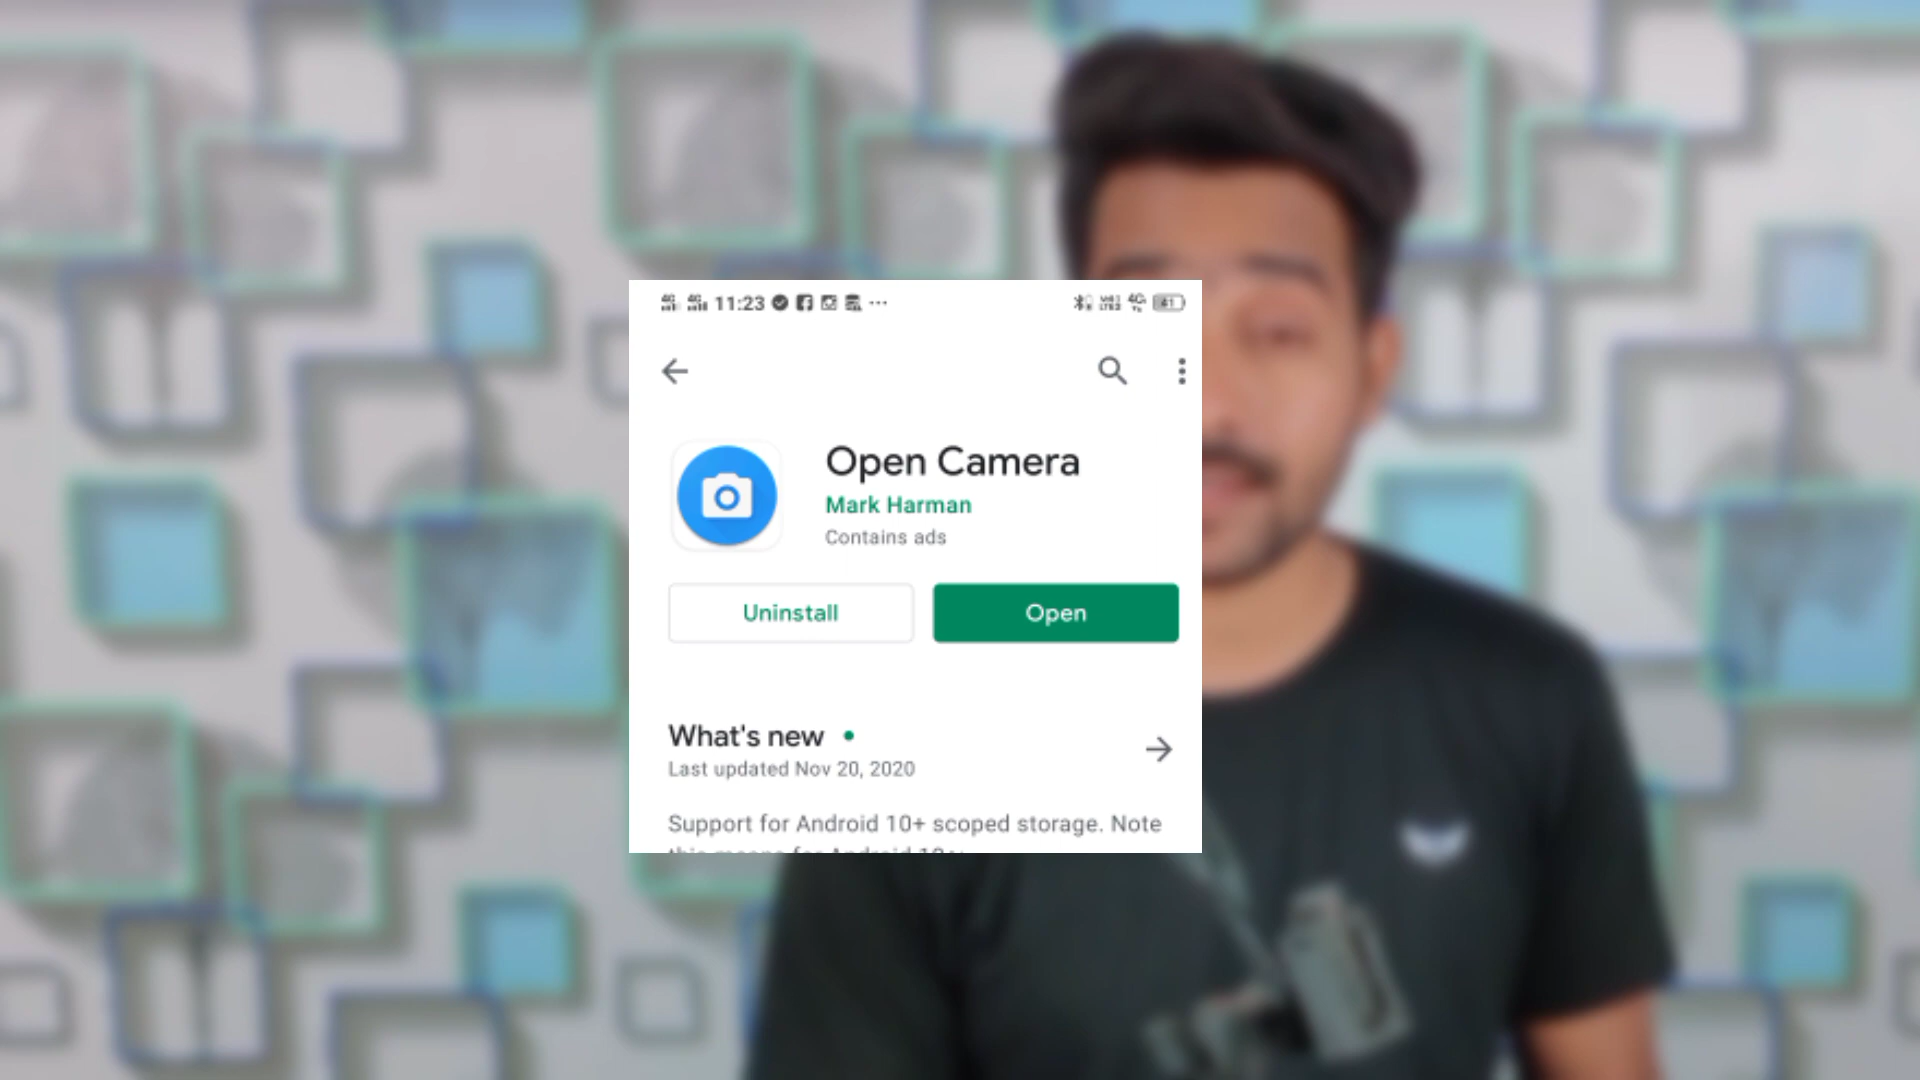 11:23
Open Camera
Mark Harman
Contains ads
Uninstall
Open
What's new
Last updated Nov 20, 2020
Support for Android 10+ scoped storage. Note